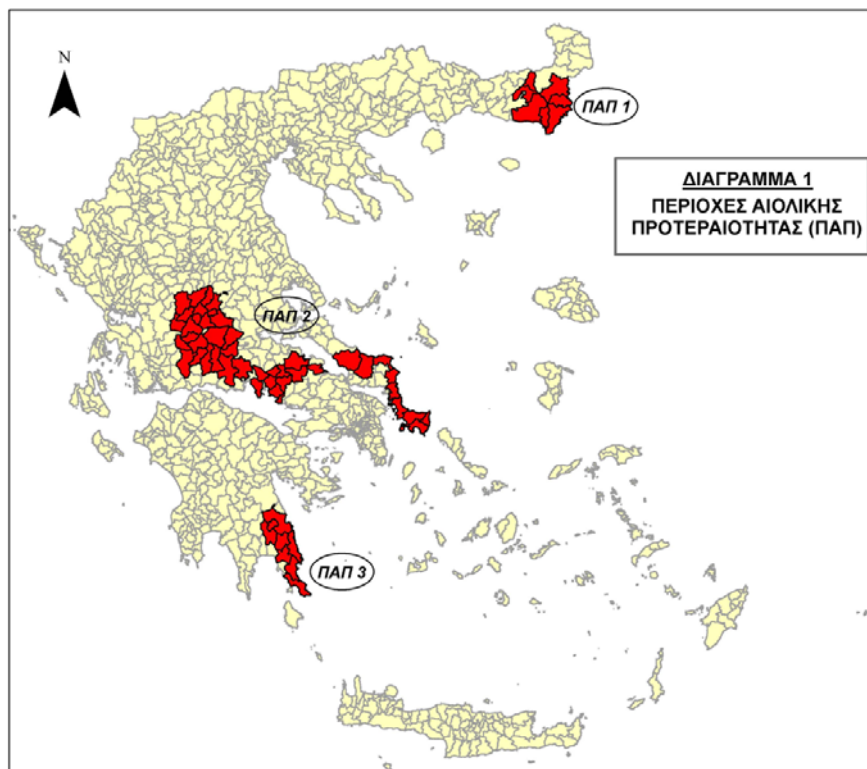 N
ΠΑΠ 1
ΔΙΑΓΡΑΜΜΑ 1
ΠΕΡΙΟΧΕΣ ΑΙΟΛΙΚΗΣ
ΠΡΟΤΕΡΑΙΟΤΗΤΑΣ (ΠΑΠ)
ΠΑΠ 2
ΠΑΠ 3